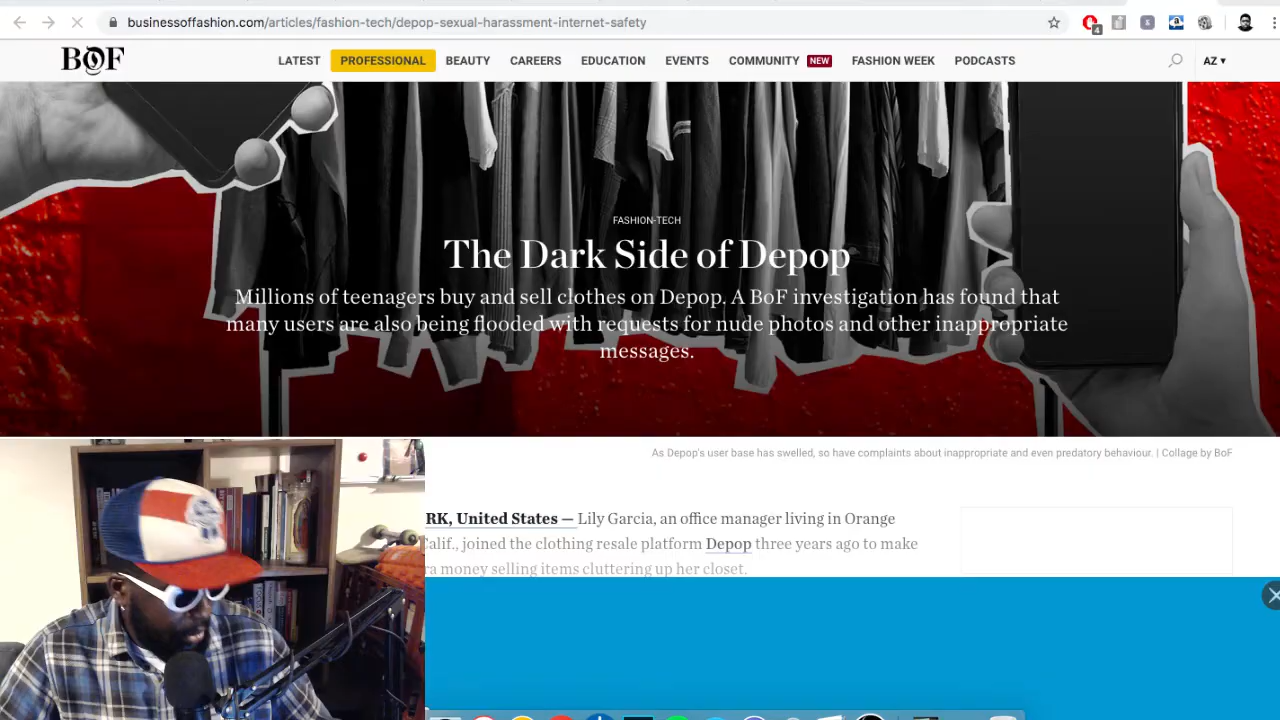 businessoffashion.com/articles/fashion-tech/depop-sexual-harassment-internet-safety
4
BOF
LATEST PROFESSIONAL BEAUTY CAREERS EDUCATION EVENTS COMMUNITY NEW FASHION WEEK PODCASTS
AZ ▾
FASHION-TECH
The Dark Side of Depop
Millions of teenagers buy and sell clothes on Depop. A BoF investigation has found that
many users are also being flooded with requests for nude photos and other inappropriate
messages.
As Depop's user base has swelled, so have complaints about inappropriate and even predatory behaviour. | Collage by BoF
RK, United States — Lily Garcia, an office manager living in Orange
Calif., joined the clothing resale platform Depop three years ago to make
ra money selling items cluttering up her closet.